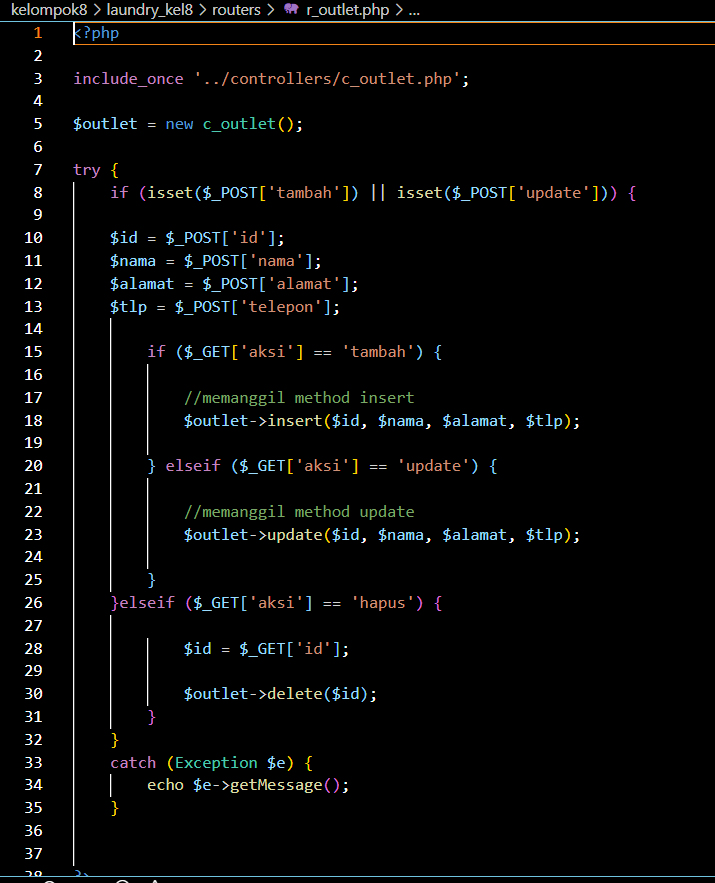 kelompok8 > laundry_kel8 > routers > r_outlet.php > ...
1 <?php
2
3 include_once '../controllers/c_outlet.php';
4
5 $outlet = new c_outlet();
6
7 try {
8 if (isset($_POST['tambah']) || isset($_POST['update'])) {
9
10 $id = $_POST['id'];
11 $nama = $_POST['nama'];
12 $alamat = $_POST['alamat'];
13 $tlp = $_POST['telepon'];
14
15 if ($_GET['aksi'] == 'tambah') {
16
17 //memanggil method insert
18 $outlet->insert($id, $nama, $alamat, $tlp);
19
20 } elseif ($_GET['aksi'] == 'update') {
21
22 //memanggil method update
23 $outlet->update($id, $nama, $alamat, $tlp);
24
25 }
26 }elseif ($_GET['aksi'] == 'hapus') {
27
28 $id = $_GET['id'];
29
30 $outlet->delete($id);
31 }
32 }
33 catch (Exception $e) {
34 echo $e->getMessage();
35 }
36
37
38 ?>